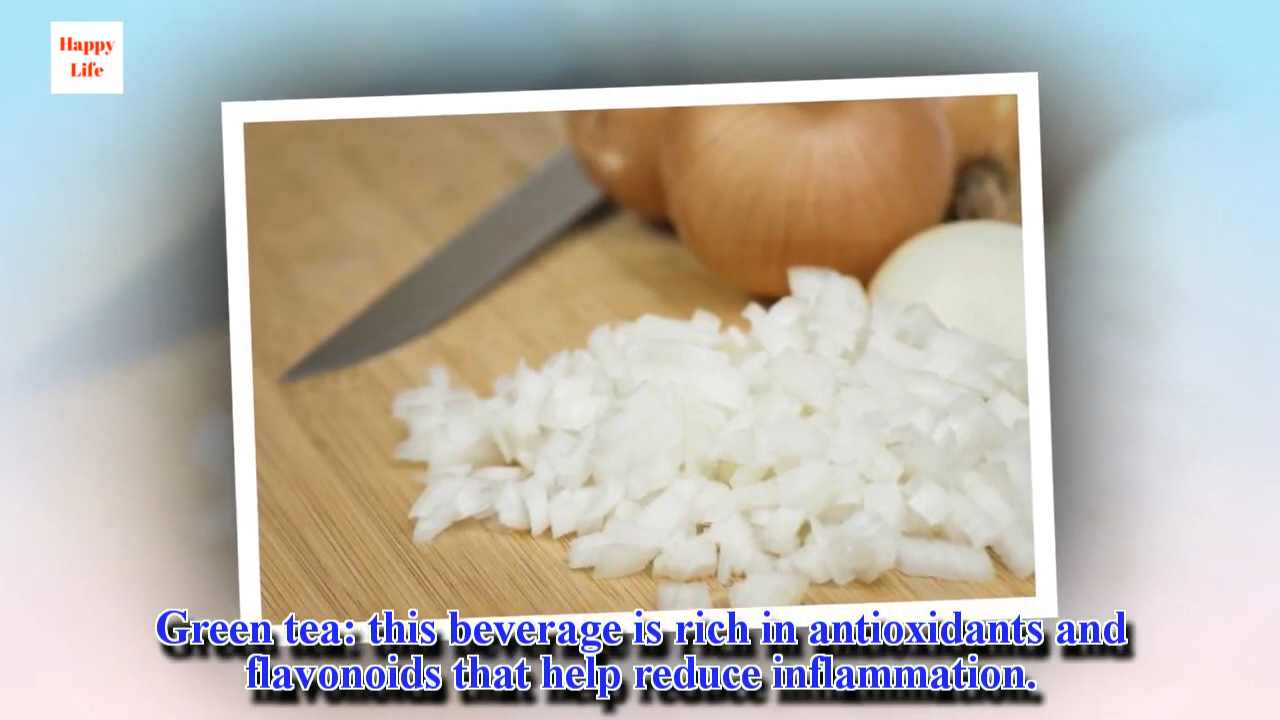 Happy
Life
Green tea: this beverage is rich in antioxidants and
flavonoids that help reduce inflammation.